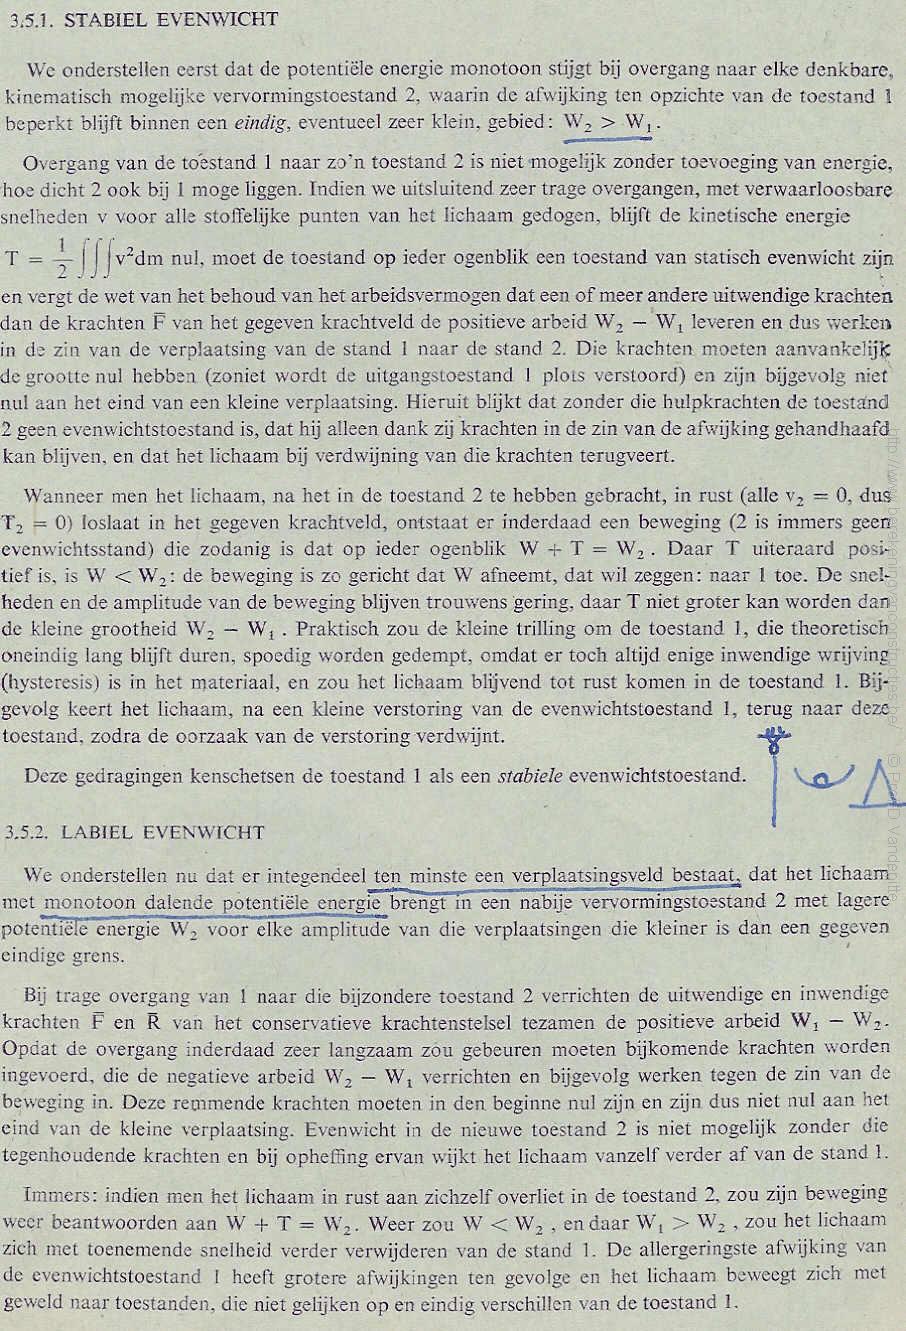 3.5.1. STABIEL EVENWICHT
We onderstellen eerst dat de potentiële energie monotoon stijgt bij overgang naar elke denkbare,
kinematisch mogelijke vervormingstoestand 2, waarin de afwijking ten opzichte van de toestand 1
beperkt blijft binnen een eindig, eventueel zeer klein, gebied: W₂ > W₁.
Overgang van de toestand 1 naar zo'n toestand 2 is niet mogelijk zonder toevoeging van energie,
hoe dicht 2 ook bij 1 moge liggen. Indien we uitsluitend zeer trage overgangen, met verwaarloosbare
snelheden v voor alle stoffelijke punten van het lichaam gedogen, blijft de kinetische energie
T = 1/2 ∫∫∫ v²dm nul, moet de toestand op ieder ogenblik een toestand van statisch evenwicht zijn
en vergt de wet van het behoud van het arbeidsvermogen dat een of meer andere uitwendige krachten
dan de krachten F̅ van het gegeven krachtveld de positieve arbeid W₂ − W₁ leveren en dus werken
in de zin van de verplaatsing van de stand 1 naar de stand 2. Die krachten moeten aanvankelijk
de grootte nul hebben (zoniet wordt de uitgangstoestand 1 plots verstoord) en zijn bijgevolg niet
nul aan het eind van een kleine verplaatsing. Hieruit blijkt dat zonder die hulpkrachten de toestand
2 geen evenwichtstoestand is, dat hij alleen dank zij krachten in de zin van de afwijking gehandhaafd
kan blijven, en dat het lichaam bij verdwijning van die krachten terugveert.
Wanneer men het lichaam, na het in de toestand 2 te hebben gebracht, in rust (alle v₂ = 0, dus
T₂ = 0) loslaat in het gegeven krachtveld, ontstaat er inderdaad een beweging (2 is immers geen
evenwichtsstand) die zodanig is dat op ieder ogenblik W + T = W₂. Daar T uiteraard posi-
tief is, is W < W₂: de beweging is zo gericht dat W afneemt, dat wil zeggen: naar 1 toe. De snel-
heden en de amplitude van de beweging blijven trouwens gering, daar T niet groter kan worden dan
de kleine grootheid W₂ − W₁. Praktisch zou de kleine trilling om de toestand 1, die theoretisch
oneindig lang blijft duren, spoedig worden gedempt, omdat er toch altijd enige inwendige wrijving
(hysteresis) is in het materiaal, en zou het lichaam blijvend tot rust komen in de toestand 1. Bij-
gevolg keert het lichaam, na een kleine verstoring van de evenwichtstoestand 1, terug naar deze
toestand, zodra de oorzaak van de verstoring verdwijnt.
Deze gedragingen kenschetsen de toestand 1 als een stabiele evenwichtstoestand.
3.5.2. LABIEL EVENWICHT
We onderstellen nu dat er integendeel ten minste een verplaatsingsveld bestaat, dat het lichaam
met monotoon dalende potentiële energie brengt in een nabije vervormingstoestand 2 met lagere
potentiële energie W₂ voor elke amplitude van die verplaatsingen die kleiner is dan een gegeven
eindige grens.
Bij trage overgang van 1 naar die bijzondere toestand 2 verrichten de uitwendige en inwendige
krachten F̅ en R̅ van het conservatieve krachtenstelsel tezamen de positieve arbeid W₁ − W₂.
Opdat de overgang inderdaad zeer langzaam zou gebeuren moeten bijkomende krachten worden
ingevoerd, die de negatieve arbeid W₂ − W₁ verrichten en bijgevolg werken tegen de zin van de
beweging in. Deze remmende krachten moeten in den beginne nul zijn en zijn dus niet nul aan het
eind van de kleine verplaatsing. Evenwicht in de nieuwe toestand 2 is niet mogelijk zonder die
tegenhoudende krachten en bij opheffing ervan wijkt het lichaam vanzelf verder af van de stand 1.
Immers: indien men het lichaam in rust aan zichzelf overliet in de toestand 2, zou zijn beweging
weer beantwoorden aan W + T = W₂. Weer zou W < W₂, en daar W₁ > W₂, zou het lichaam
zich met toenemende snelheid verder verwijderen van de stand 1. De allergeringste afwijking van
de evenwichtstoestand 1 heeft grotere afwijkingen ten gevolge en het lichaam beweegt zich met
geweld naar toestanden, die niet gelijken op en eindig verschillen van de toestand 1.